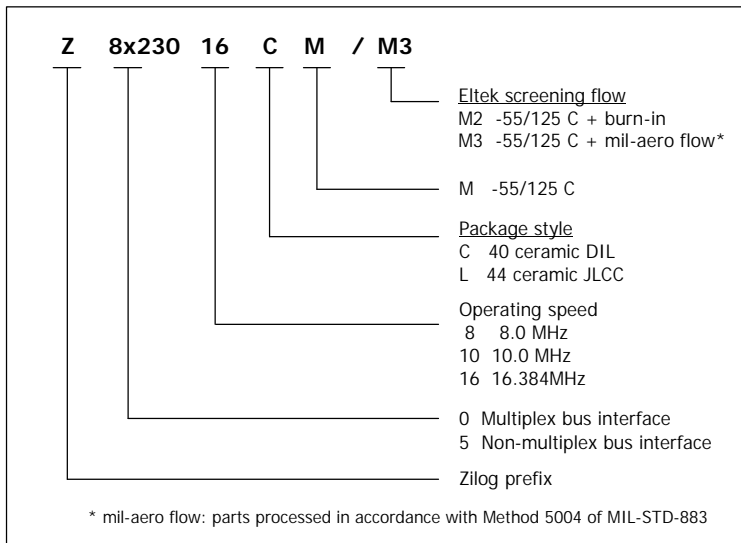 Z 8x230 16 C M / M3
Eltek screening flow
M2 -55/125 C + burn-in
M3 -55/125 C + mil-aero flow*
M -55/125 C
Package style
C 40 ceramic DIL
L 44 ceramic JLCC
Operating speed
8 8.0 MHz
10 10.0 MHz
16 16.384MHz
0 Multiplex bus interface
5 Non-multiplex bus interface
Zilog prefix
* mil-aero flow: parts processed in accordance with Method 5004 of MIL-STD-883